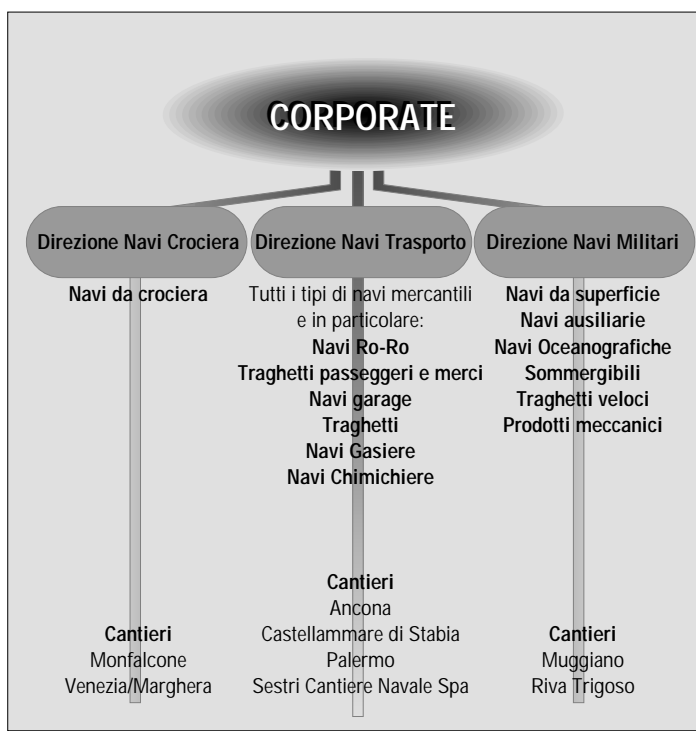 CORPORATE
Direzione Navi Crociera
Navi da crociera
Cantieri
Monfalcone
Venezia/Marghera
Direzione Navi Trasporto
Tutti i tipi di navi mercantili
e in particolare:
Navi Ro-Ro
Traghetti passeggeri e merci
Navi garage
Traghetti
Navi Gasiere
Navi Chimichiere
Cantieri
Ancona
Castellammare di Stabia
Palermo
Sestri Cantiere Navale Spa
Direzione Navi Militari
Navi da superficie
Navi ausiliarie
Navi Oceanografiche
Sommergibili
Traghetti veloci
Prodotti meccanici
Cantieri
Muggiano
Riva Trigoso